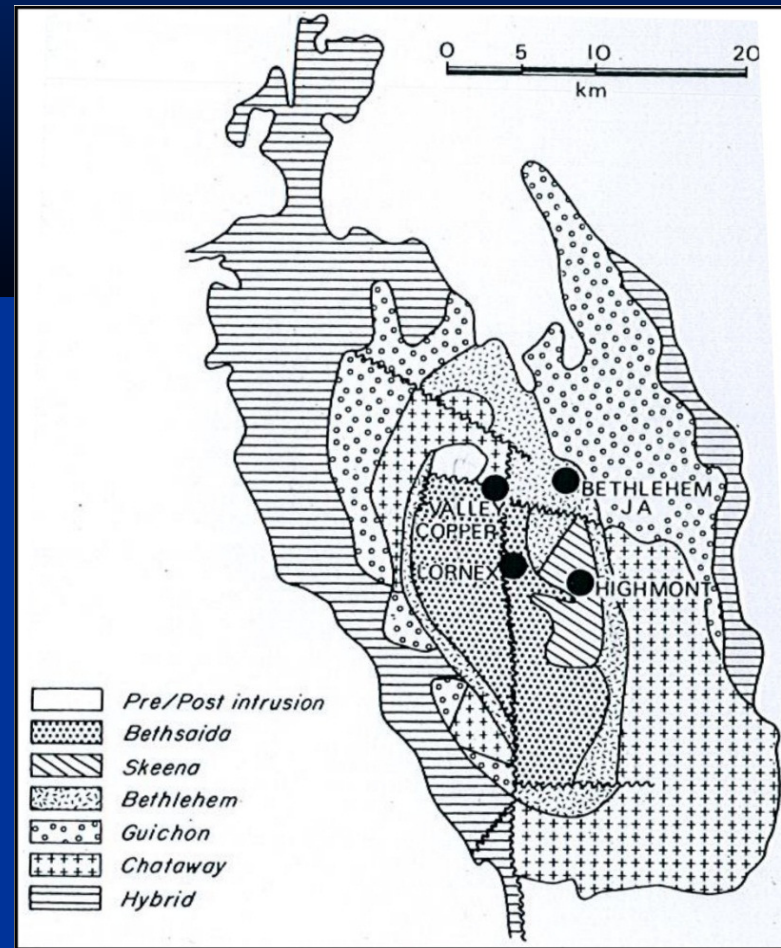 0 5 10 20
km
BETHLEHEM
JA
VALLEY
COPPER
LORNEX
HIGHMONT
Pre/Post intrusion
Bethsaida
Skeena
Bethlehem
Guichon
Chataway
Hybrid